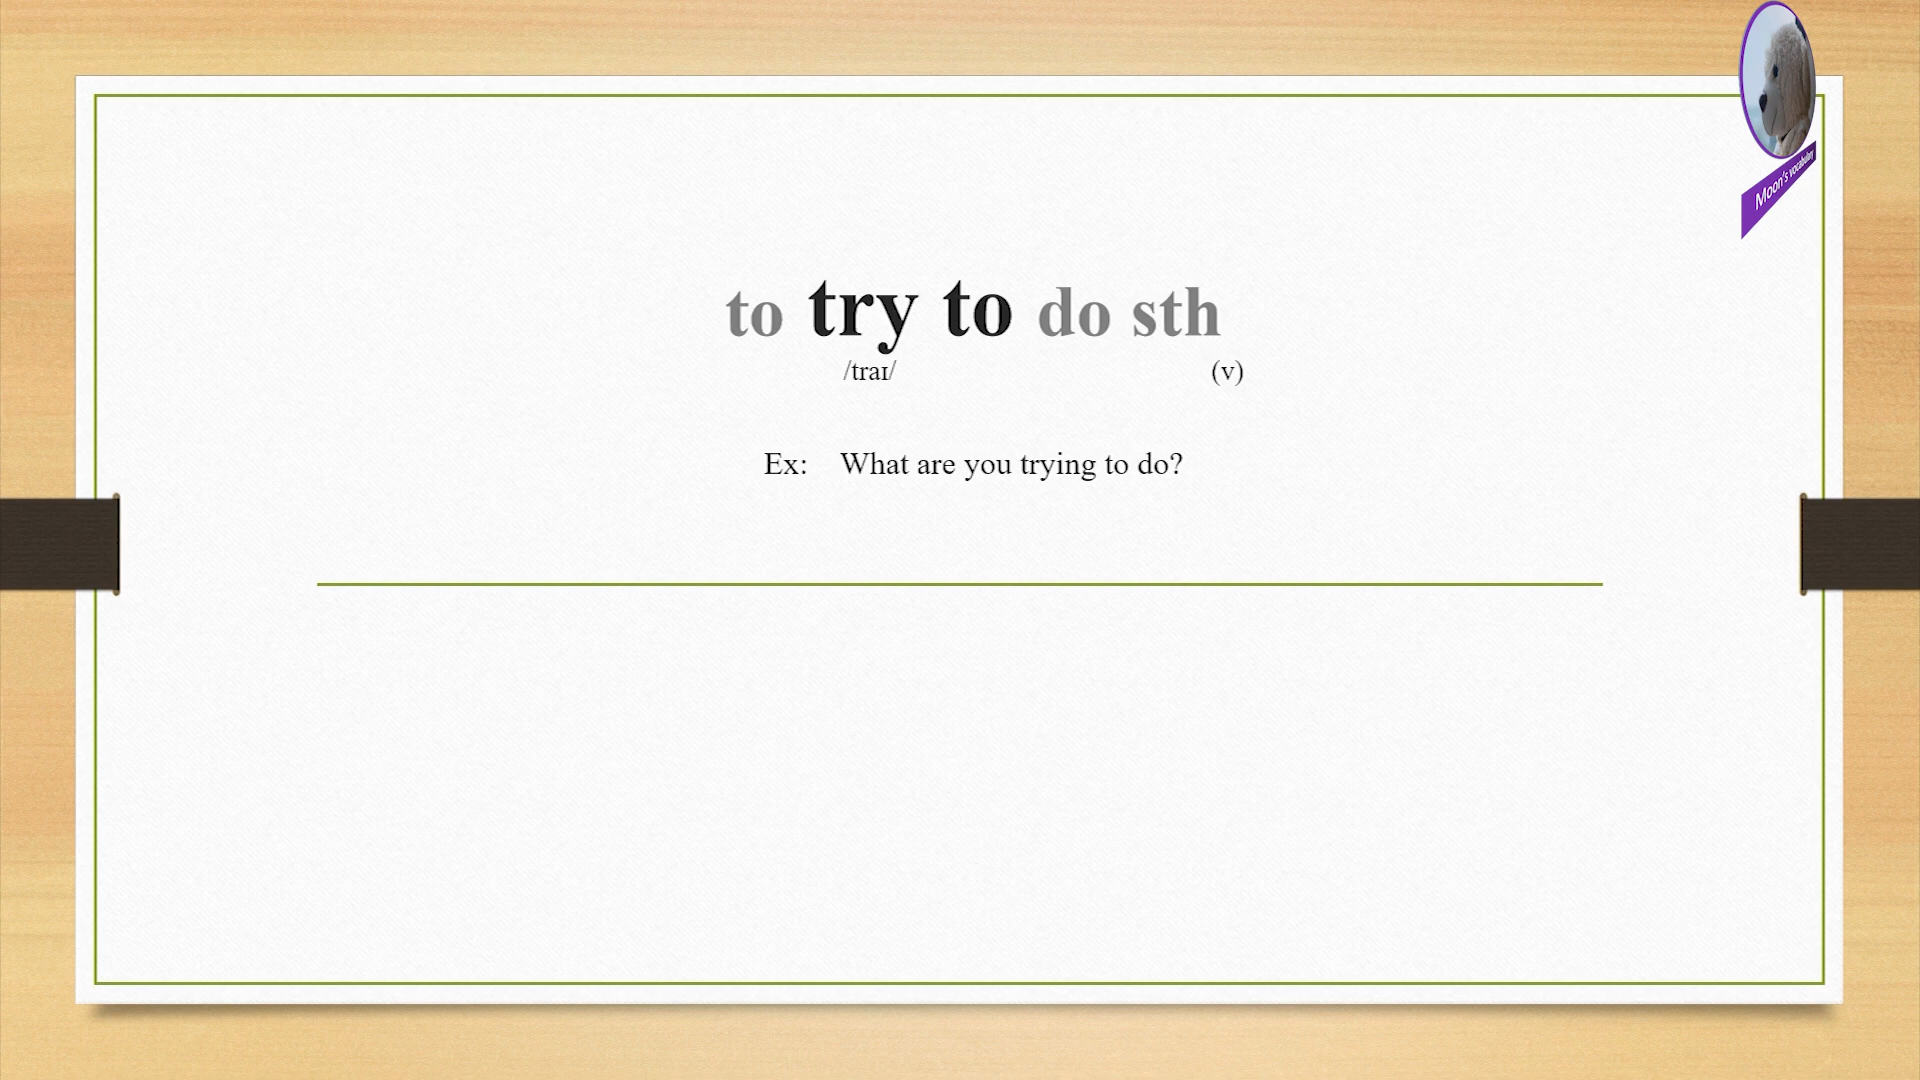 Moon's vocabulary
to try to do sth
/traɪ/ (v)
Ex: What are you trying to do?